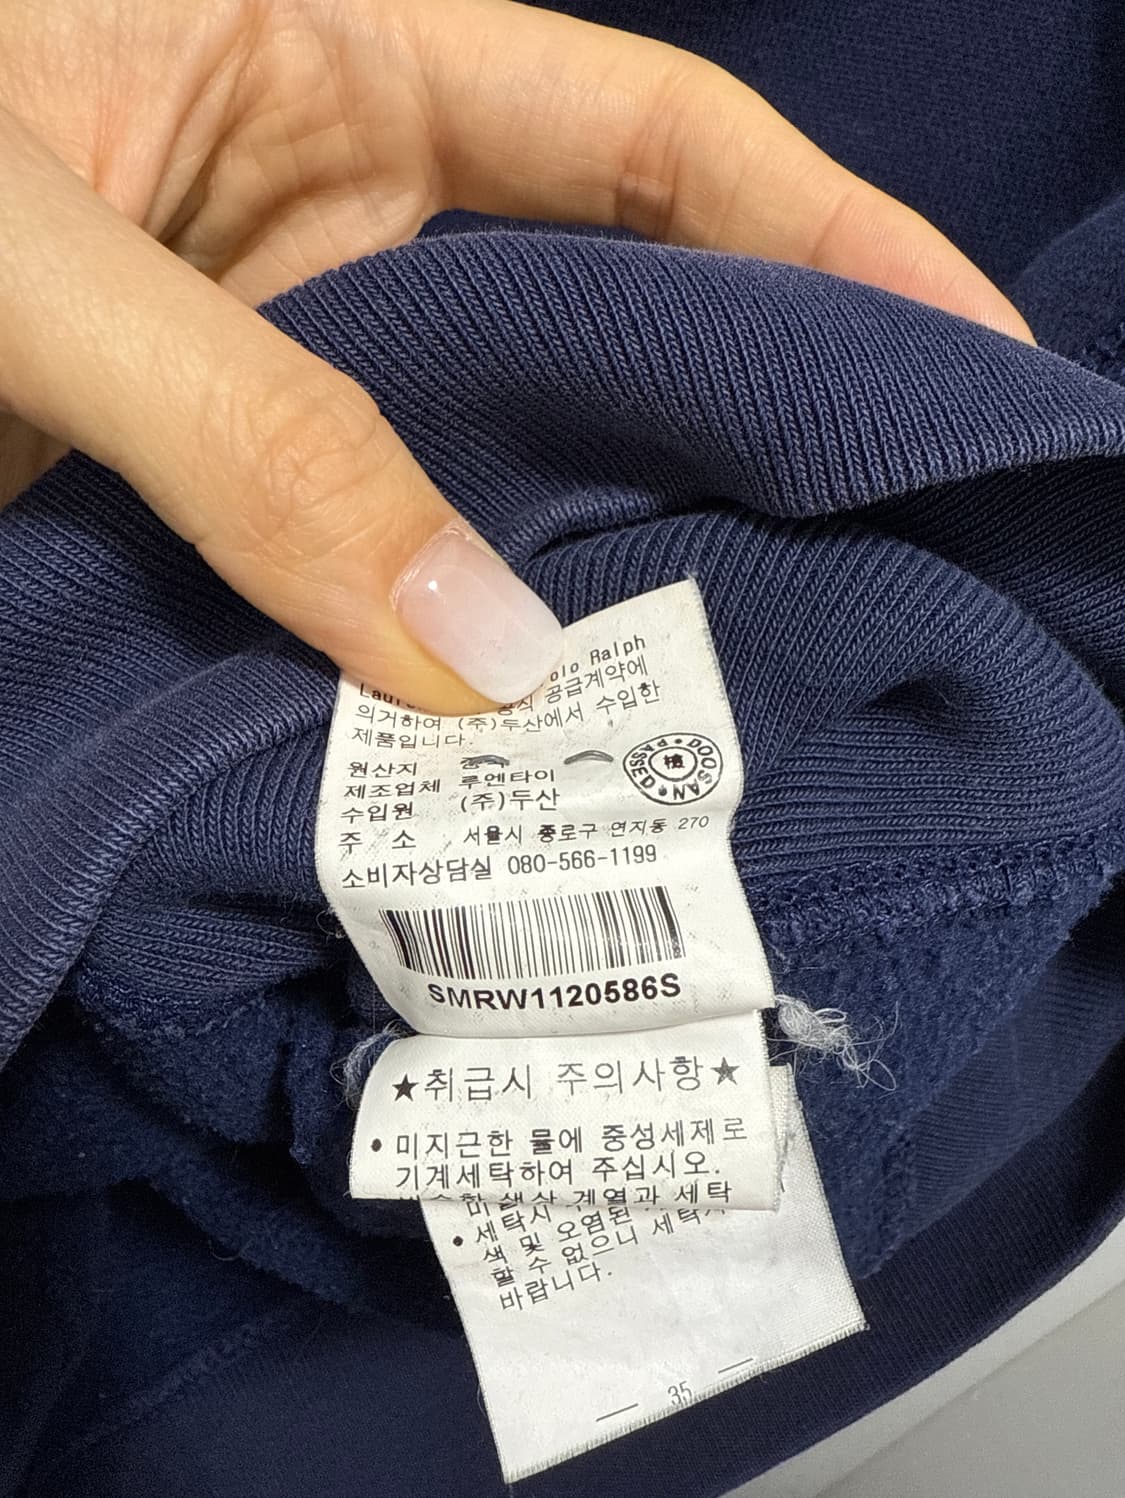 olo Ralph
공급계약에
의거하여 (주)두산에서 수입한
제품입니다.
원산지
제조업체 루엔타이
수입원 (주)두산
주 소 서울시 종로구 연지동 270
소비자상담실 080-566-1199
DOOSAN PASSED
SMRW1120586S
★취급시 주의사항★
• 미지근한 물에 중성세제로
기계세탁하여 주십시오.
색상 계열과 세탁
• 세탁시 오염된 세탁
색 및
할 수 없으니
바랍니다.
35